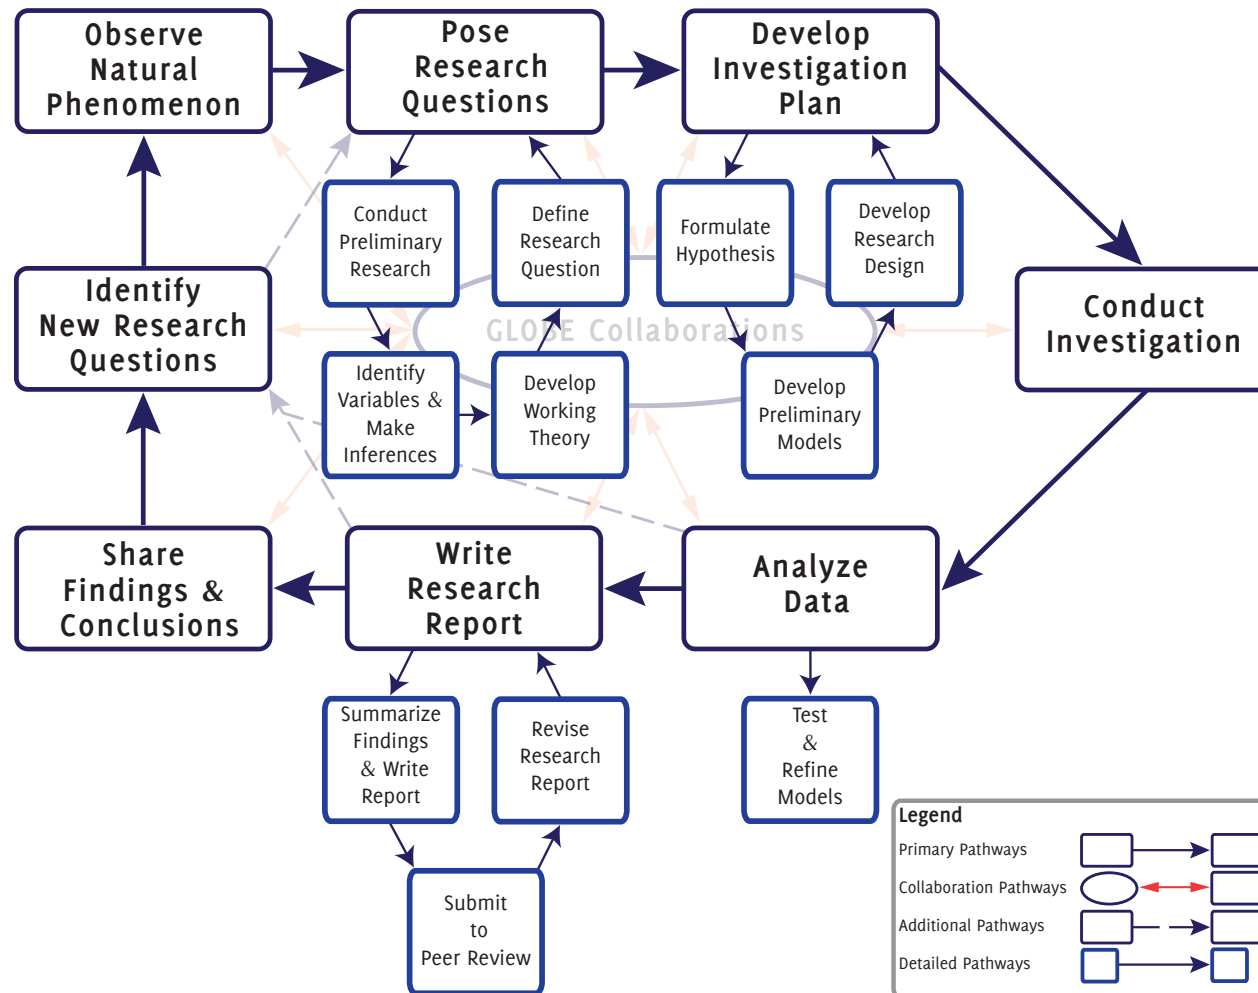 Observe
Natural
Phenomenon
Pose
Research
Questions
Develop
Investigation
Plan
Conduct
Preliminary
Research
Define
Research
Question
Formulate
Hypothesis
Develop
Research
Design
Identify
New Research
Questions
GLOBE Collaborations
Conduct
Investigation
Identify
Variables &
Make
Inferences
Develop
Working
Theory
Develop
Preliminary
Models
Share
Findings &
Conclusions
Write
Research
Report
Analyze
Data
Summarize
Findings
& Write
Report
Revise
Research
Report
Test
&
Refine
Models
Submit
to
Peer Review
Legend
Primary Pathways
Collaboration Pathways
Additional Pathways
Detailed Pathways